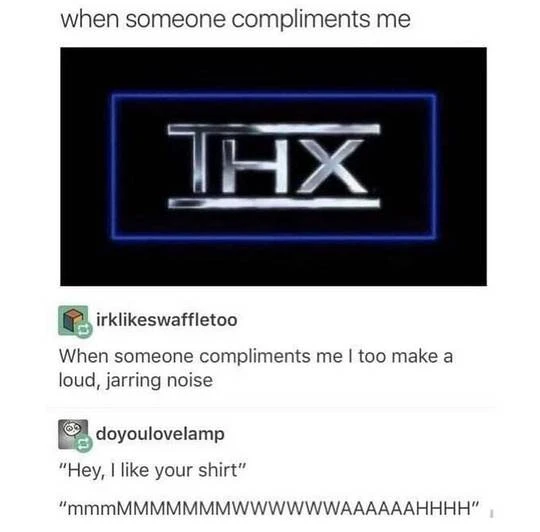 when someone compliments me
THX
irklikeswaffletoo
When someone compliments me I too make a
loud, jarring noise
doyoulovelamp
"Hey, I like your shirt"
"mmmMMMMMMMWWWWWWAAAAAAHHHH"